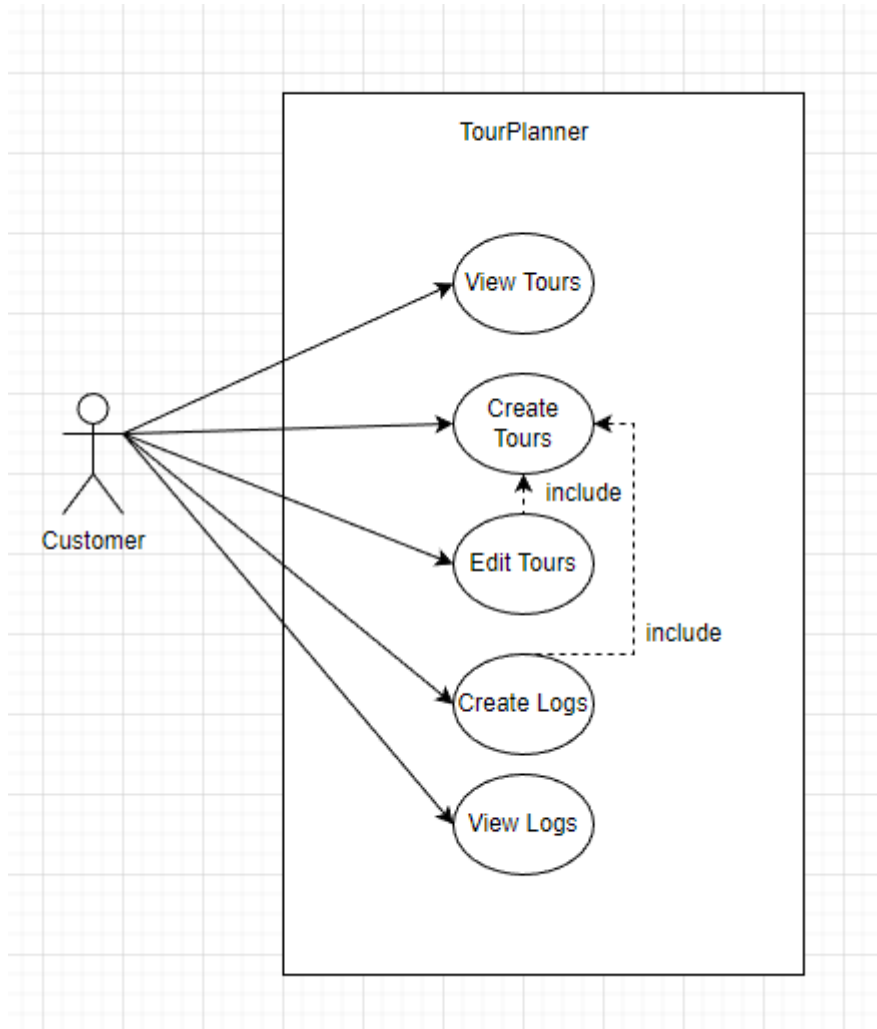 TourPlanner
View Tours
Create
Tours
include
Customer
Edit Tours
include
Create Logs
View Logs